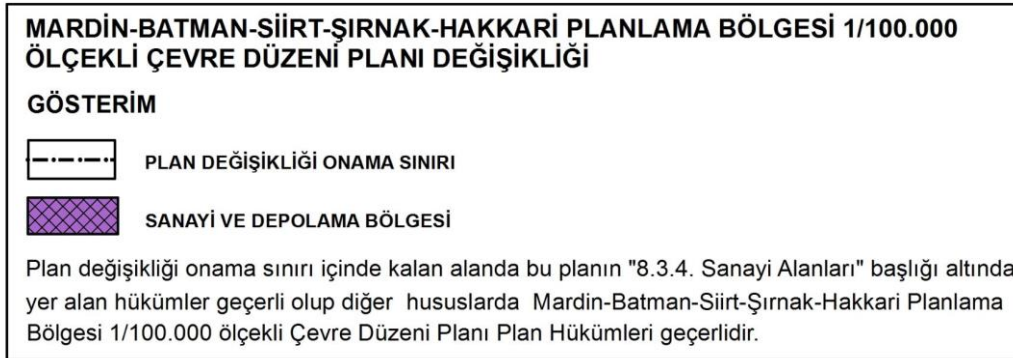 MARDİN-BATMAN-SİİRT-ŞIRNAK-HAKKARİ PLANLAMA BÖLGESİ 1/100.000
ÖLÇEKLİ ÇEVRE DÜZENİ PLANI DEĞİŞİKLİĞİ
GÖSTERİM
PLAN DEĞİŞİKLİĞİ ONAMA SINIRI
SANAYİ VE DEPOLAMA BÖLGESİ
Plan değişikliği onama sınırı içinde kalan alanda bu planın "8.3.4. Sanayi Alanları" başlığı altında
yer alan hükümler geçerli olup diğer hususlarda Mardin-Batman-Siirt-Şırnak-Hakkari Planlama
Bölgesi 1/100.000 ölçekli Çevre Düzeni Planı Plan Hükümleri geçerlidir.